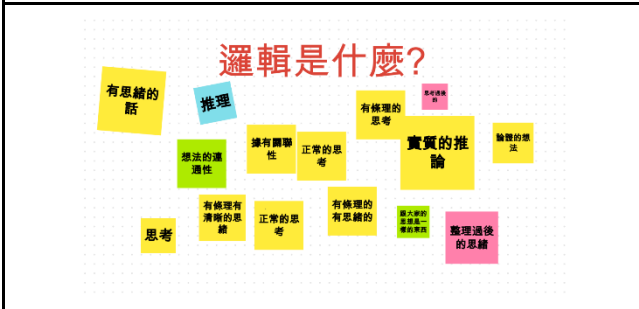 邏輯是什麼?
有思緒的
話
推理
有條理的
思考
思考過後
的
想法的連
通性
據有關聯
性
正常的思
考
實質的推
論
論證的想
法
思考
有條理有
清晰的思
緒
正常的思
考
有條理的
有思緒的
跟大家的
思想是一
樣的東西
整理過後
的思緒